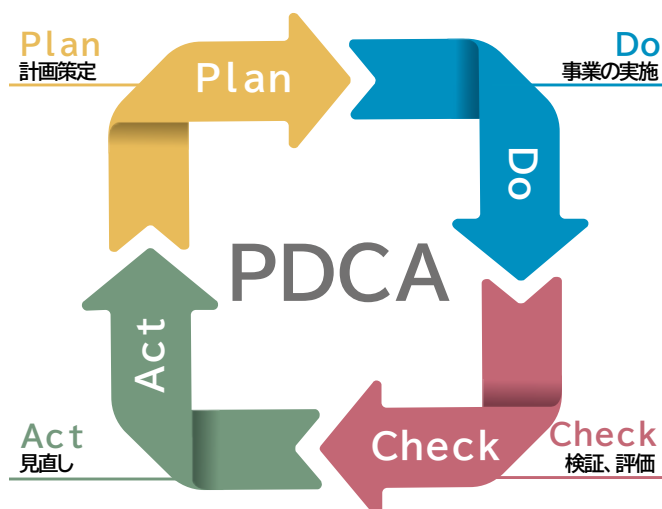 Plan
計画策定
Plan
Do
事業の実施
Do
PDCA
Act
Check
Act
見直し
Check
検証、評価